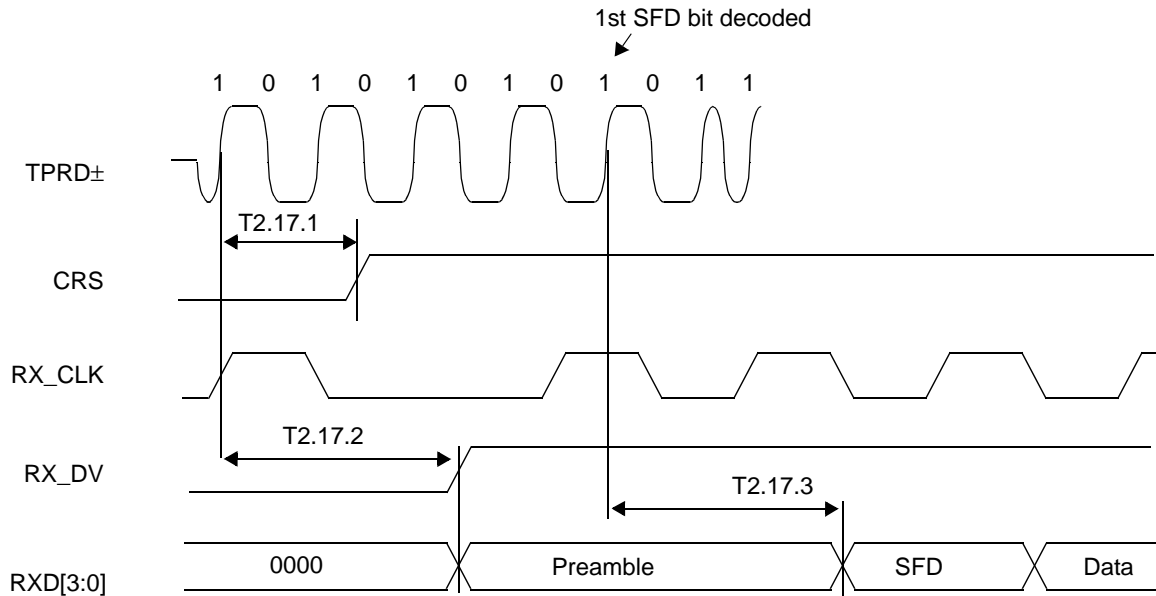 1st SFD bit decoded
1 0 1 0 1 0 1 0 1 0 1 1
TPRD±
T2.17.1
CRS
RX_CLK
T2.17.2
RX_DV
T2.17.3
RXD[3:0]
0000
Preamble
SFD
Data